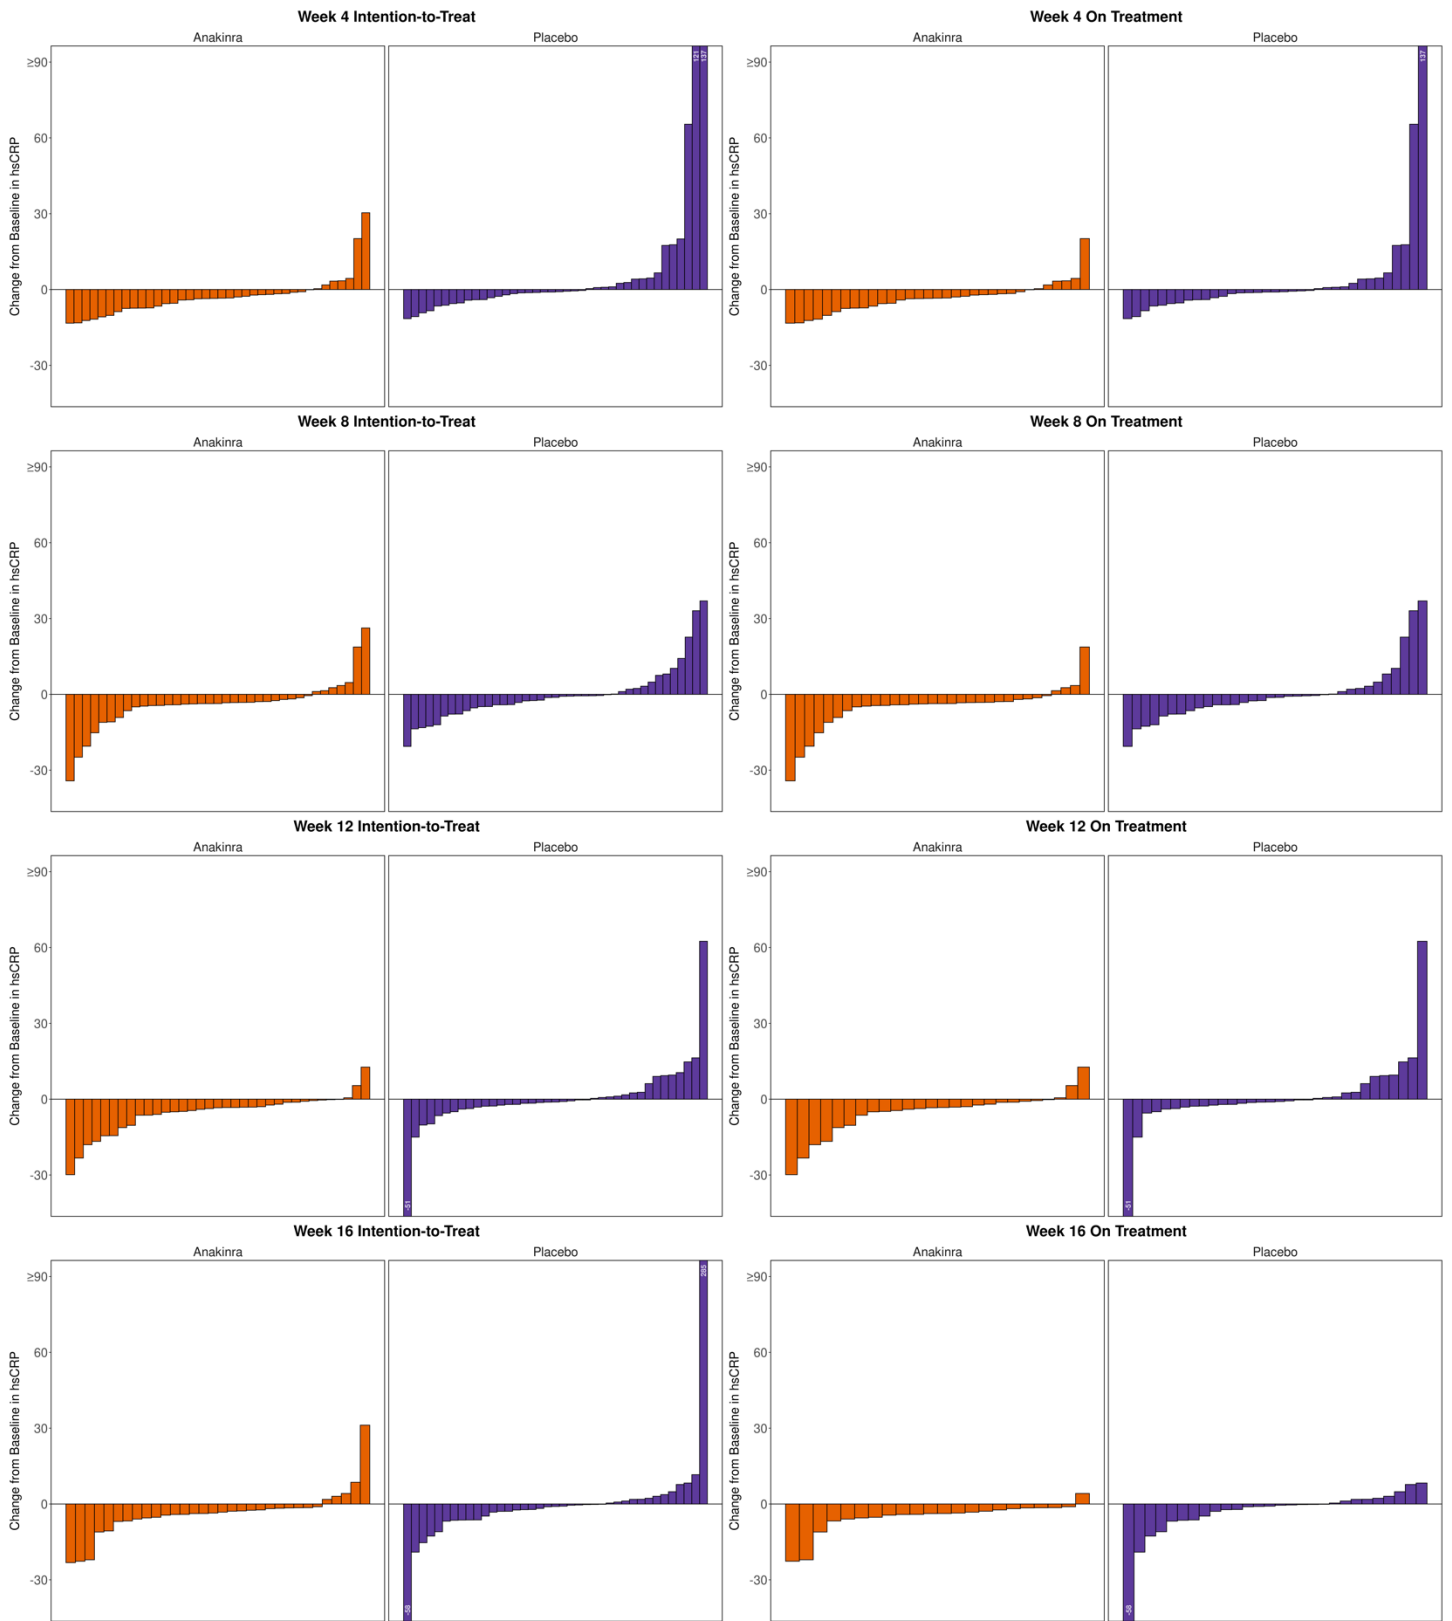 Week 4 Intention-to-Treat
Anakinra
Placebo
Change from Baseline in hsCRP
≥90
60
30
0
-30
121
137
Week 4 On Treatment
Anakinra
Placebo
Change from Baseline in hsCRP
≥90
60
30
0
-30
137
Week 8 Intention-to-Treat
Anakinra
Placebo
Change from Baseline in hsCRP
≥90
60
30
0
-30
Week 8 On Treatment
Anakinra
Placebo
Change from Baseline in hsCRP
≥90
60
30
0
-30
Week 12 Intention-to-Treat
Anakinra
Placebo
Change from Baseline in hsCRP
≥90
60
30
0
-30
-51
Week 12 On Treatment
Anakinra
Placebo
Change from Baseline in hsCRP
≥90
60
30
0
-30
-51
Week 16 Intention-to-Treat
Anakinra
Placebo
Change from Baseline in hsCRP
≥90
60
30
0
-30
-58
285
Week 16 On Treatment
Anakinra
Placebo
Change from Baseline in hsCRP
≥90
60
30
0
-30
-58